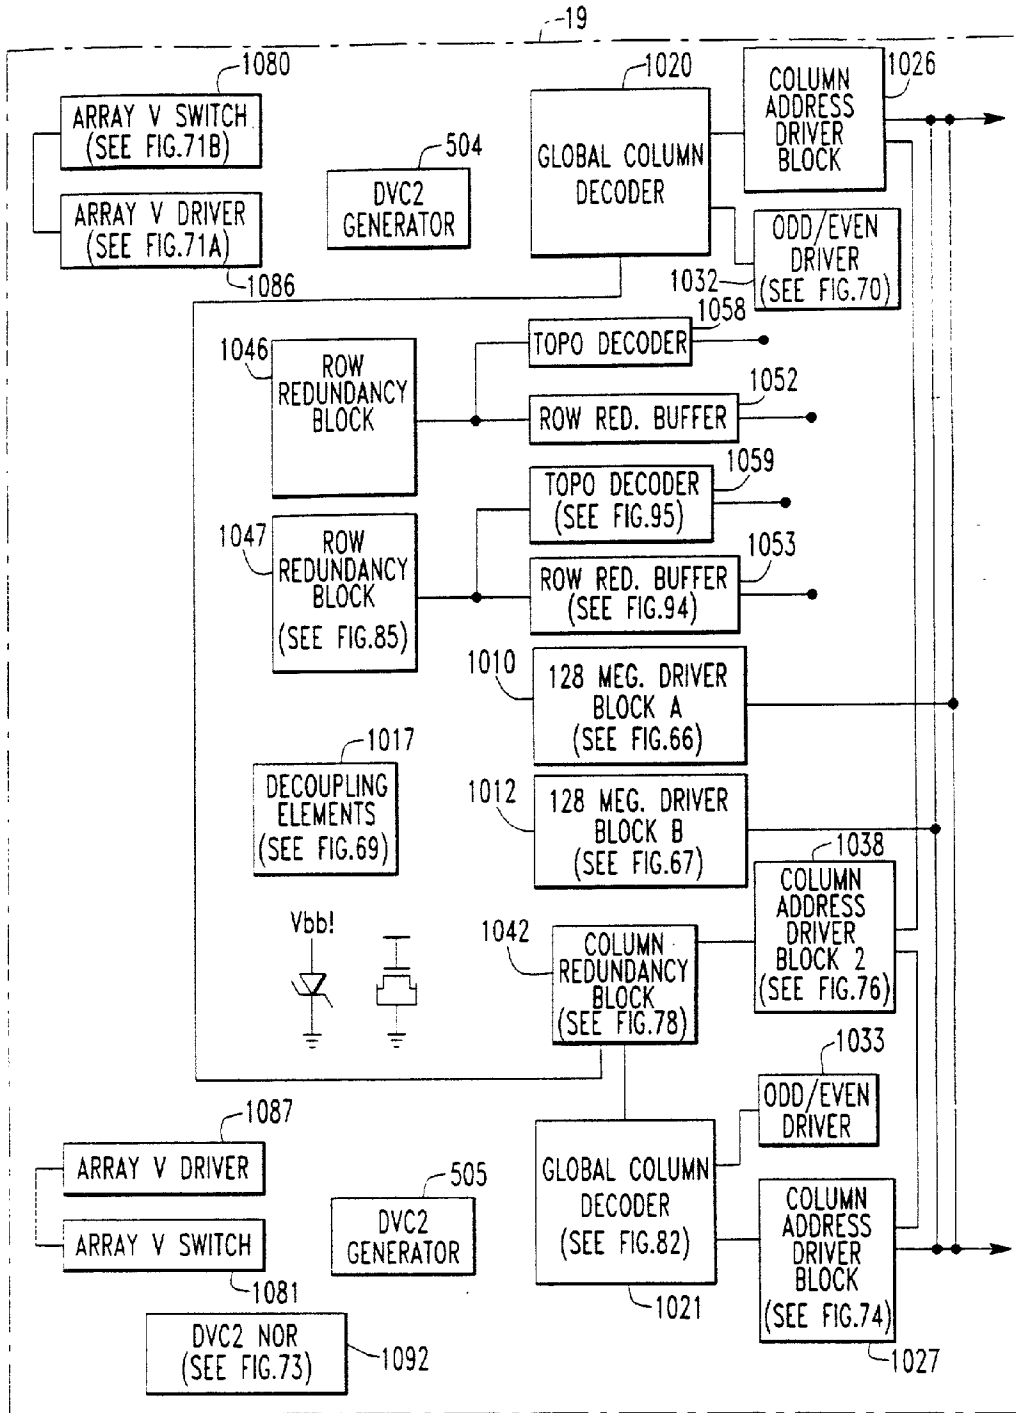 19
1080
ARRAY V SWITCH
(SEE FIG.71B)
ARRAY V DRIVER
(SEE FIG.71A)
1086
504
DVC2
GENERATOR
1020
GLOBAL COLUMN
DECODER
1026
COLUMN
ADDRESS
DRIVER
BLOCK
ODD/EVEN
DRIVER
(SEE FIG.70)
1032
1046
ROW
REDUNDANCY
BLOCK
1058
TOPO DECODER
1052
ROW RED. BUFFER
1059
TOPO DECODER
(SEE FIG.95)
1047
ROW
REDUNDANCY
BLOCK
(SEE FIG.85)
1053
ROW RED. BUFFER
(SEE FIG.94)
1010
128 MEG. DRIVER
BLOCK A
(SEE FIG.66)
1017
DECOUPLING
ELEMENTS
(SEE FIG.69)
1012
128 MEG. DRIVER
BLOCK B
(SEE FIG.67)
1038
COLUMN
ADDRESS
DRIVER
BLOCK 2
(SEE FIG.76)
Vbb!
1042
COLUMN
REDUNDANCY
BLOCK
(SEE FIG.78)
1033
ODD/EVEN
DRIVER
1087
ARRAY V DRIVER
ARRAY V SWITCH
1081
505
DVC2
GENERATOR
GLOBAL COLUMN
DECODER
(SEE FIG.82)
1021
COLUMN
ADDRESS
DRIVER
BLOCK
(SEE FIG.74)
1027
DVC2 NOR
(SEE FIG.73)
1092